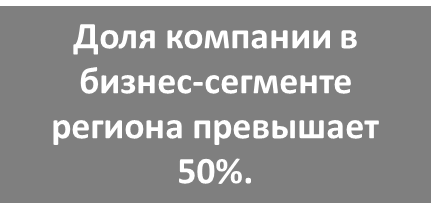 Доля компании в
бизнес-сегменте
региона превышает
50%.